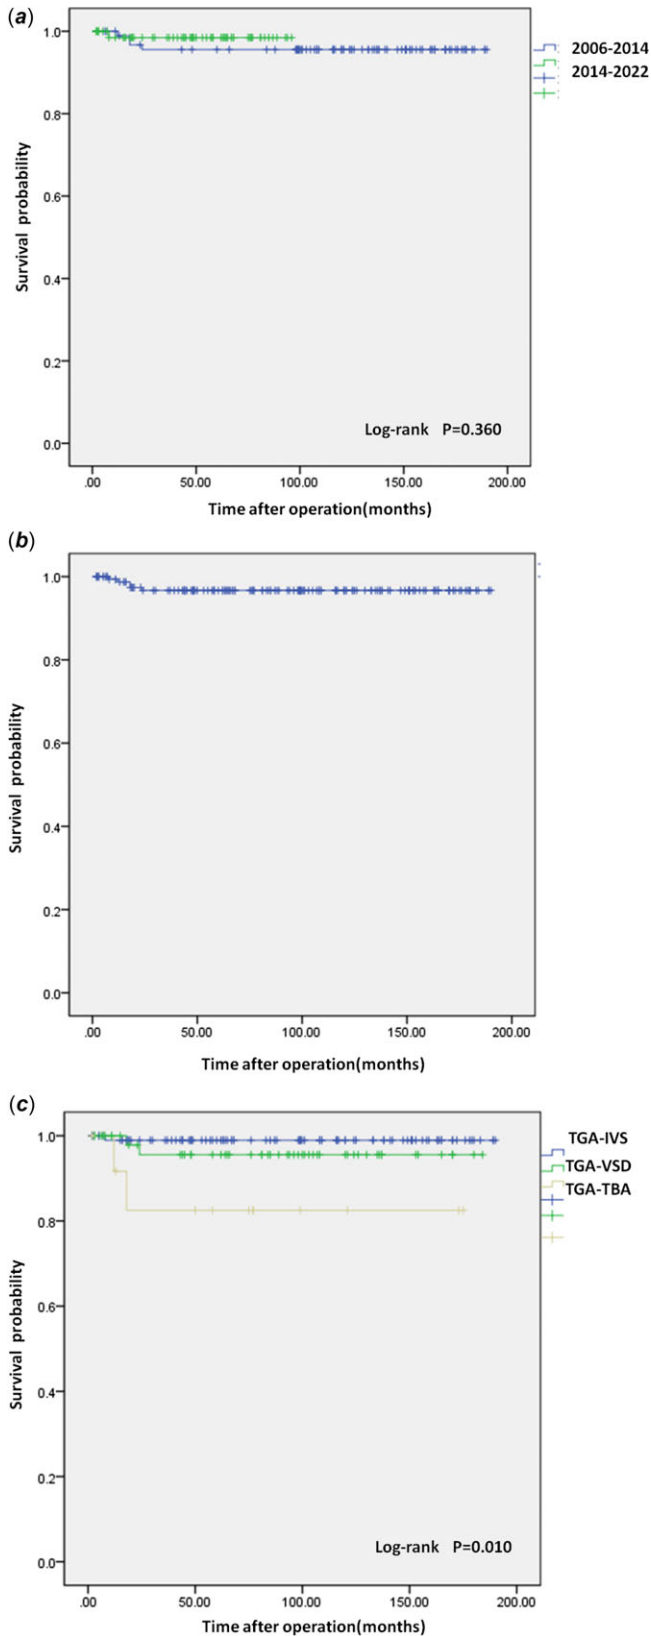 (a)
1.0
0.8
0.6
0.4
0.2
0.0
Survival probability
2006-2014
2014-2022
Log-rank P=0.360
.00 50.00 100.00 150.00 200.00
Time after operation(months)
(b)
1.0
0.8
0.6
0.4
0.2
0.0
Survival probability
.00 50.00 100.00 150.00 200.00
Time after operation(months)
(c)
1.0
0.8
0.6
0.4
0.2
0.0
Survival probability
TGA-IVS
TGA-VSD
TGA-TBA
Log-rank P=0.010
.00 50.00 100.00 150.00 200.00
Time after operation(months)